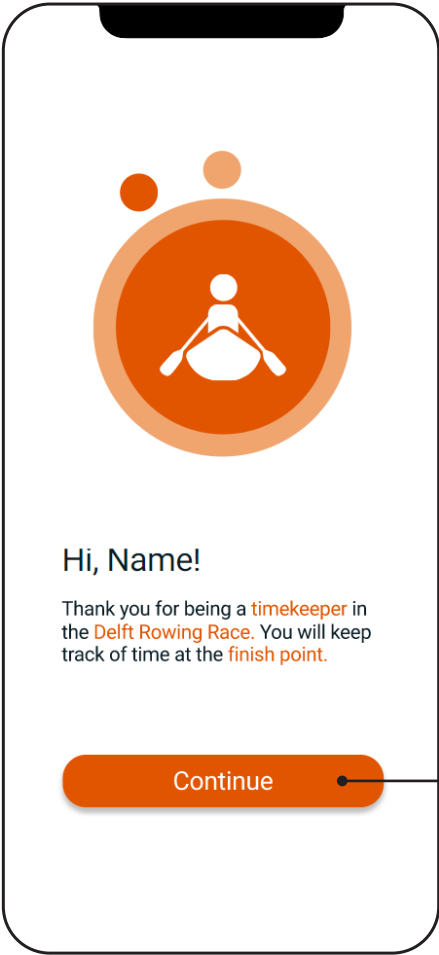 Hi, Name!
Thank you for being a timekeeper in
the Delft Rowing Race. You will keep
track of time at the finish point.
Continue